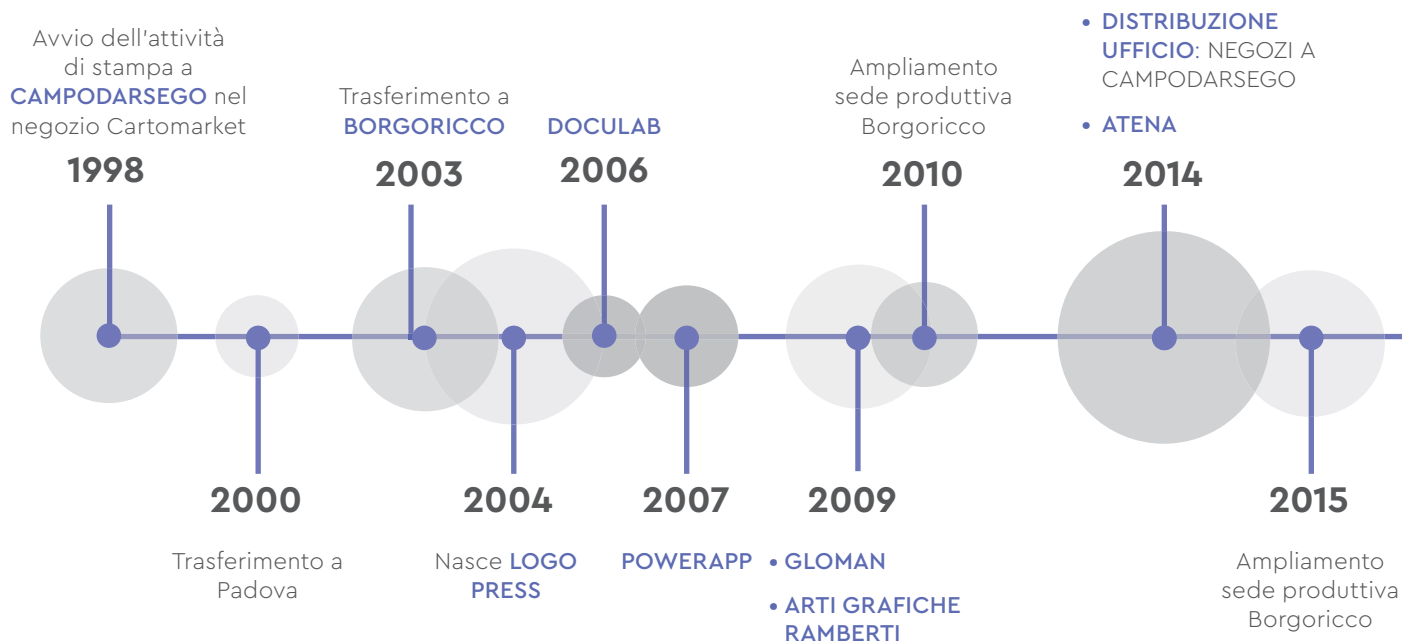 Avvio dell'attività
di stampa a
CAMPODARSEGO nel
negozio Cartomarket
1998
Trasferimento a
BORGORICCO
2003
DOCULAB
2006
Ampliamento
sede produttiva
Borgoricco
2010
• DISTRIBUZIONE
UFFICIO: NEGOZI A
CAMPODARSEGO
• ATENA
2014
2000
Trasferimento a
Padova
2004
Nasce LOGO
PRESS
2007
POWERAPP
2009
• GLOMAN
• ARTI GRAFICHE
RAMBERTI
2015
Ampliamento
sede produttiva
Borgoricco